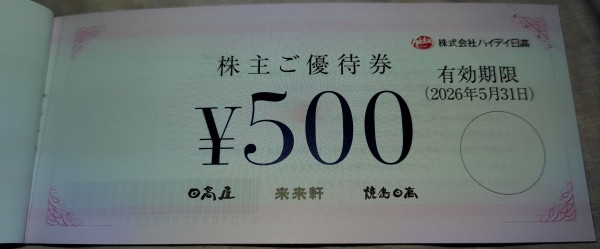 株式会社ハイデイ日高
株主ご優待券
有効期限
(2026年5月31日)
¥500
日高屋 来来軒 焼鳥日高